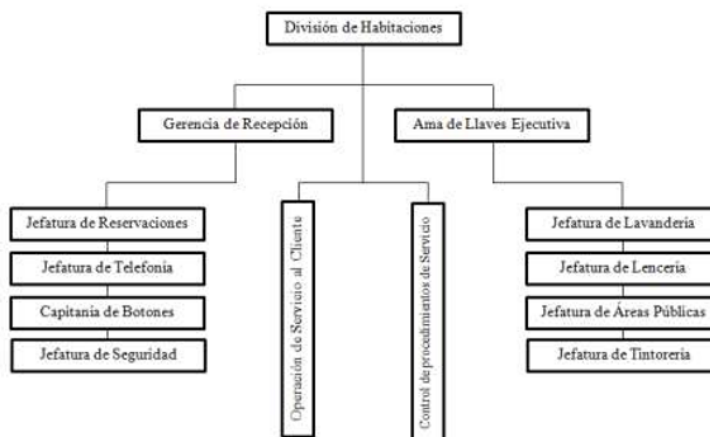 División de Habitaciones
Gerencia de Recepción
Ama de Llaves Ejecutiva
Jefatura de Reservaciones
Jefatura de Telefonía
Capitanía de Botones
Jefatura de Seguridad
Operación de Servicio al Cliente
Control de procedimientos de Servicio
Jefatura de Lavandería
Jefatura de Lencería
Jefatura de Áreas Públicas
Jefatura de Tintorería